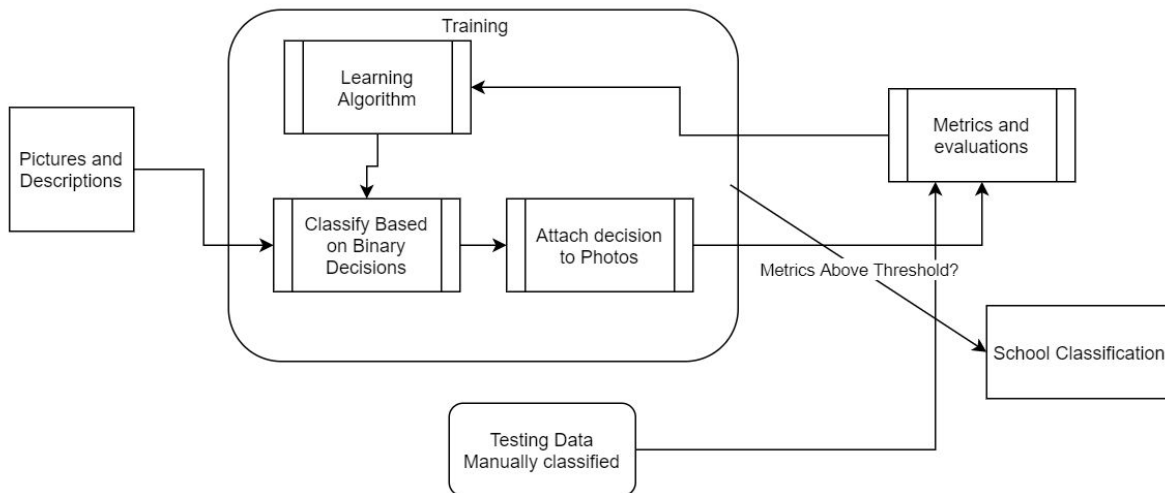 Training
Learning
Algorithm
Metrics and
evaluations
Pictures and
Descriptions
Classify Based
on Binary
Decisions
Attach decision
to Photos
Metrics Above Threshold?
School Classification
Testing Data
Manually classified